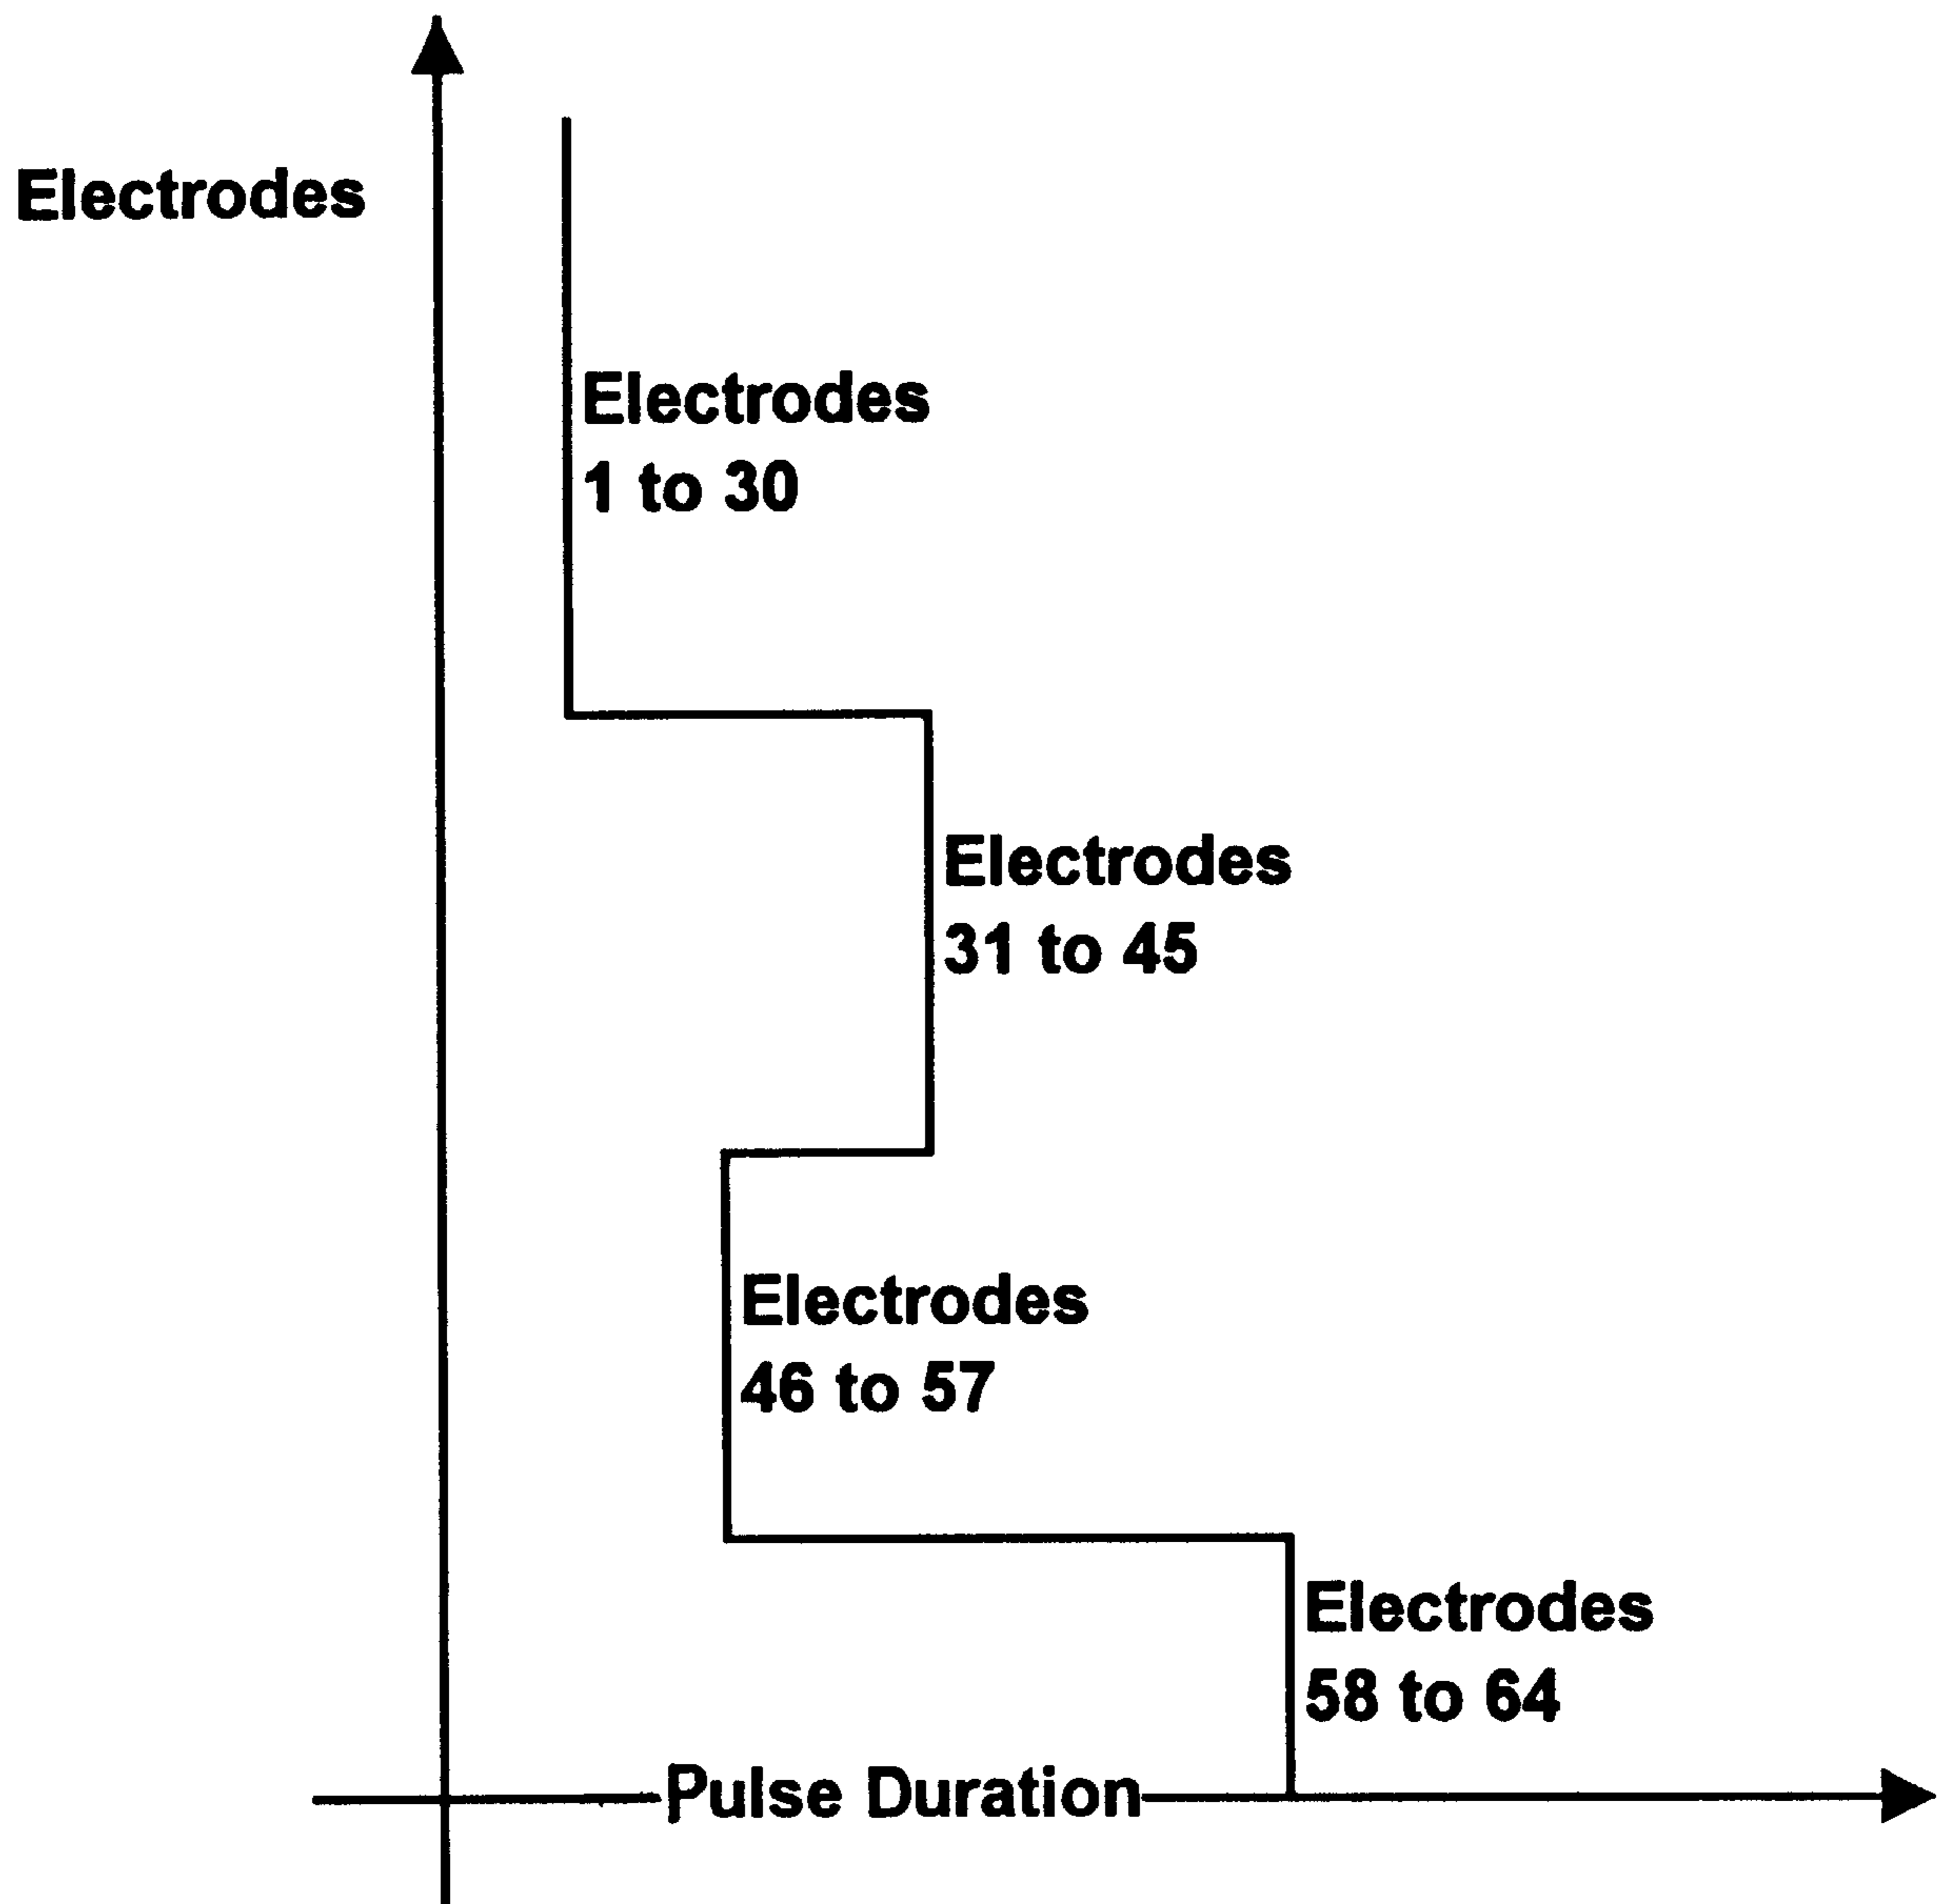 Electrodes
Electrodes
1 to 30
Electrodes
31 to 45
Electrodes
46 to 57
Electrodes
58 to 64
Pulse Duration